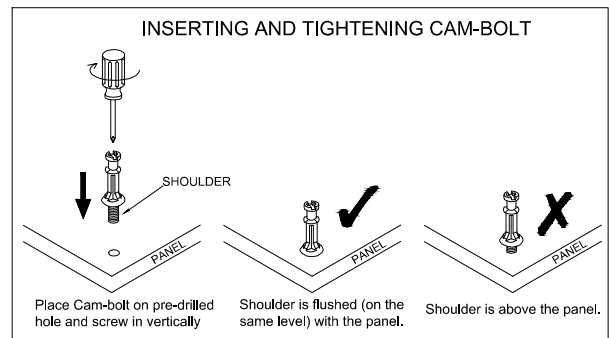 INSERTING AND TIGHTENING CAM-BOLT
SHOULDER
PANEL
PANEL
PANEL
Place Cam-bolt on pre-drilled
hole and screw in vertically
Shoulder is flushed (on the
same level) with the panel.
Shoulder is above the panel.